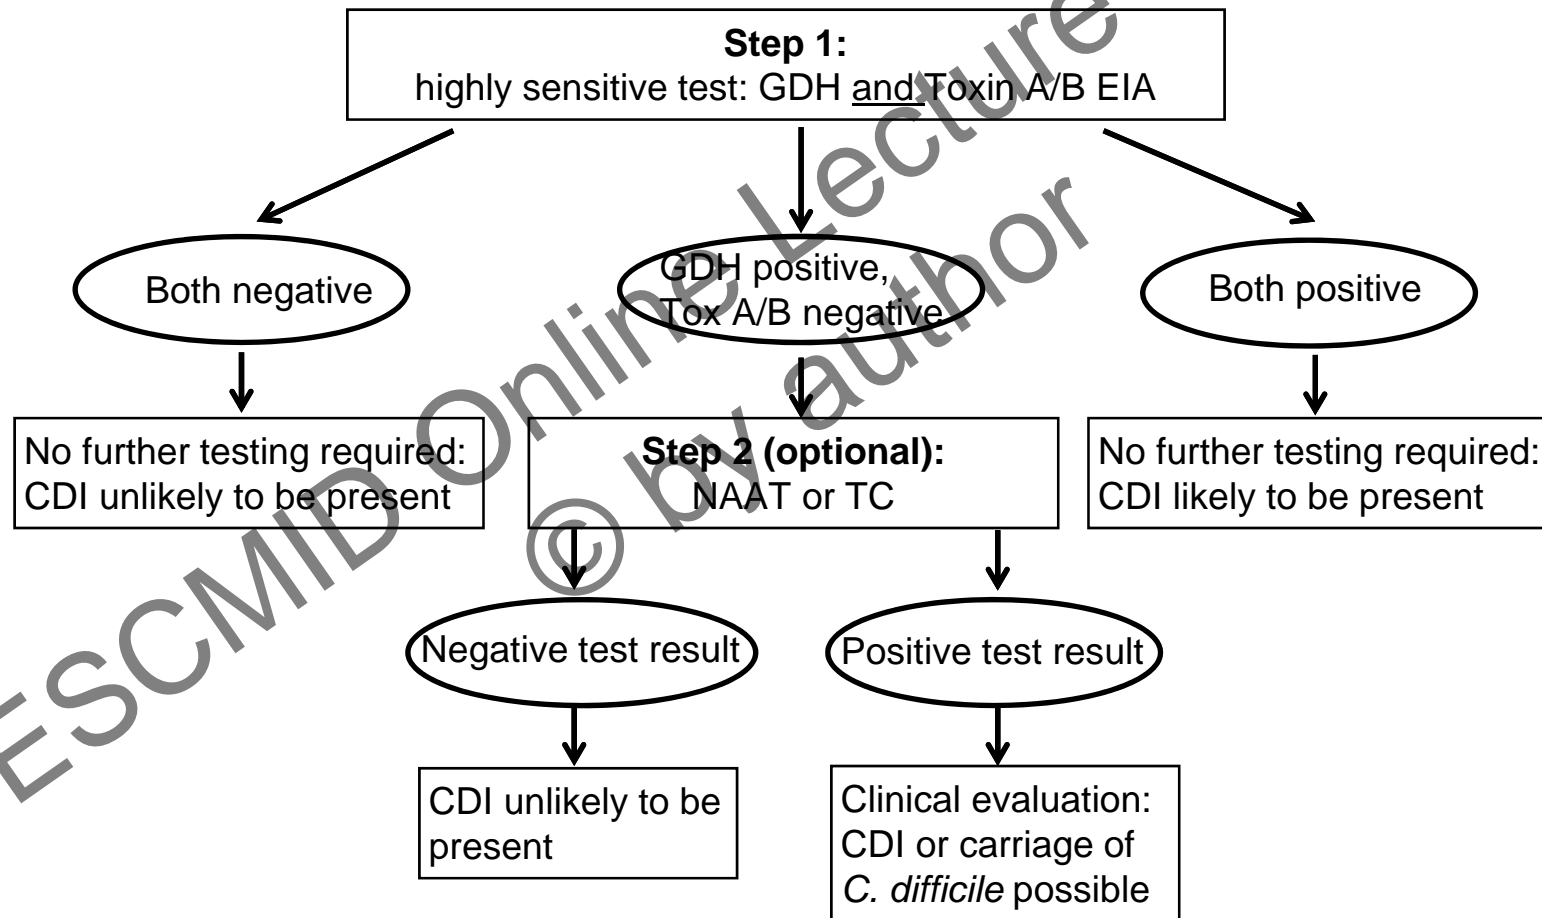 Step 1:
highly sensitive test: GDH and Toxin A/B EIA
Both negative
GDH positive,
Tox A/B negative
Both positive
No further testing required:
CDI unlikely to be present
Step 2 (optional):
NAAT or TC
No further testing required:
CDI likely to be present
Negative test result
Positive test result
CDI unlikely to be
present
Clinical evaluation:
CDI or carriage of
C. difficile possible
ESCMID Online Lecture
© by author